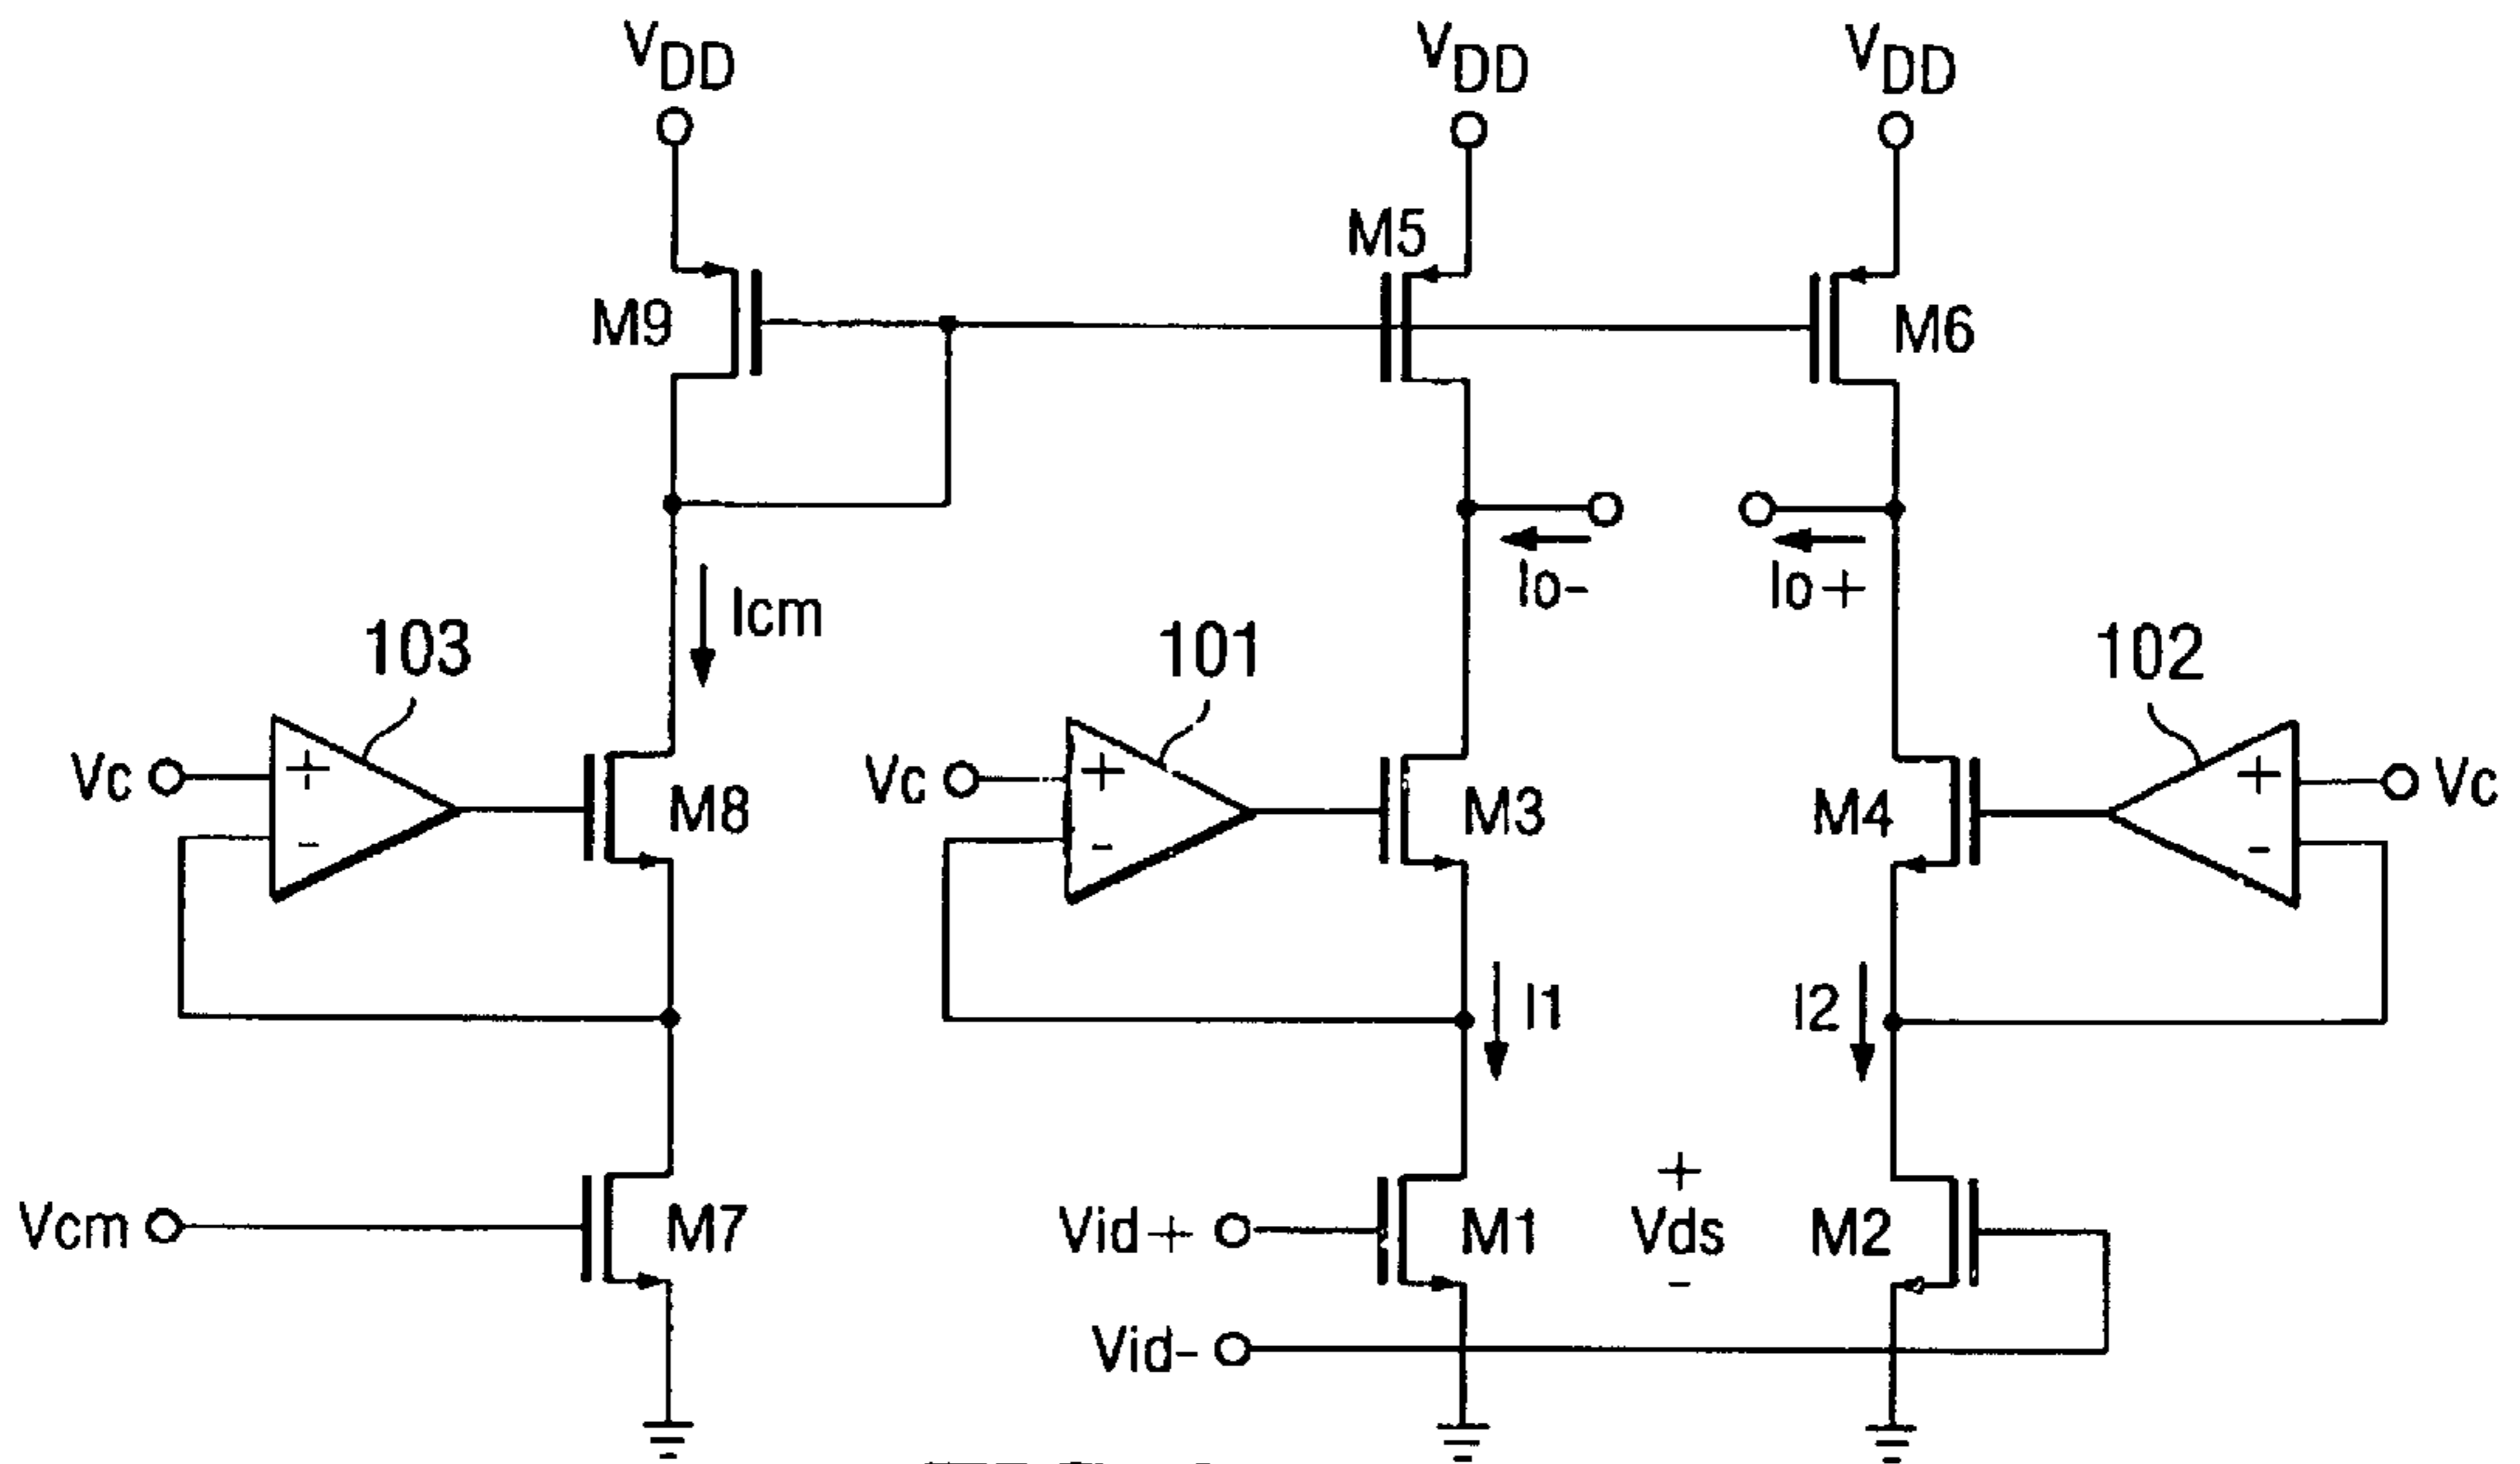 VDD VDD VDD
M5
M9 M6
Io- Io+
Icm
103 101 102
Vc + - M8 Vc + - M3 M4 + - Vc
I1 I2
+
Vcm M7 Vid+ M1 Vds M2
-
Vid-